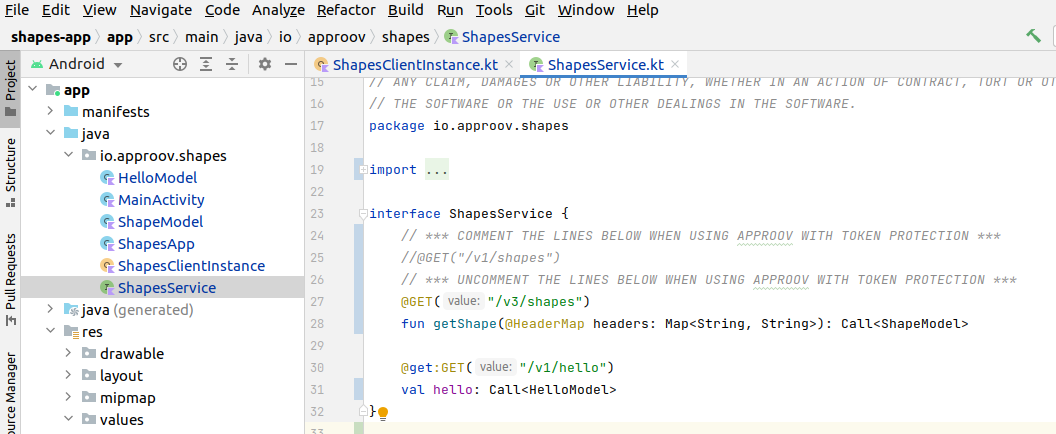 File Edit View Navigate Code Analyze Refactor Build Run Tools Git Window Help
shapes-app app src main java io approov shapes ShapesService
Project
Structure
Pull Requests
Android
app
manifests
java
io.approov.shapes
HelloModel
MainActivity
ShapeModel
ShapesApp
ShapesClientInstance
ShapesService
java (generated)
res
drawable
layout
mipmap
values
ShapesClientInstance.kt ShapesService.kt
15 // ANY CLAIM, DAMAGES OR OTHER LIABILITY, WHETHER IN AN ACTION OF CONTRACT, TORT OR OT
16 // THE SOFTWARE OR THE USE OR OTHER DEALINGS IN THE SOFTWARE.
17 package io.approov.shapes
18
19 import ...
22
23 interface ShapesService {
24 // *** COMMENT THE LINES BELOW WHEN USING APPROOV WITH TOKEN PROTECTION ***
25 //@GET("/v1/shapes")
26 // *** UNCOMMENT THE LINES BELOW WHEN USING APPROOV WITH TOKEN PROTECTION ***
27 @GET( value: "/v3/shapes")
28 fun getShape(@HeaderMap headers: Map<String, String>): Call<ShapeModel>
29
30 @get:GET( value: "/v1/hello")
31 val hello: Call<HelloModel>
32 }
33